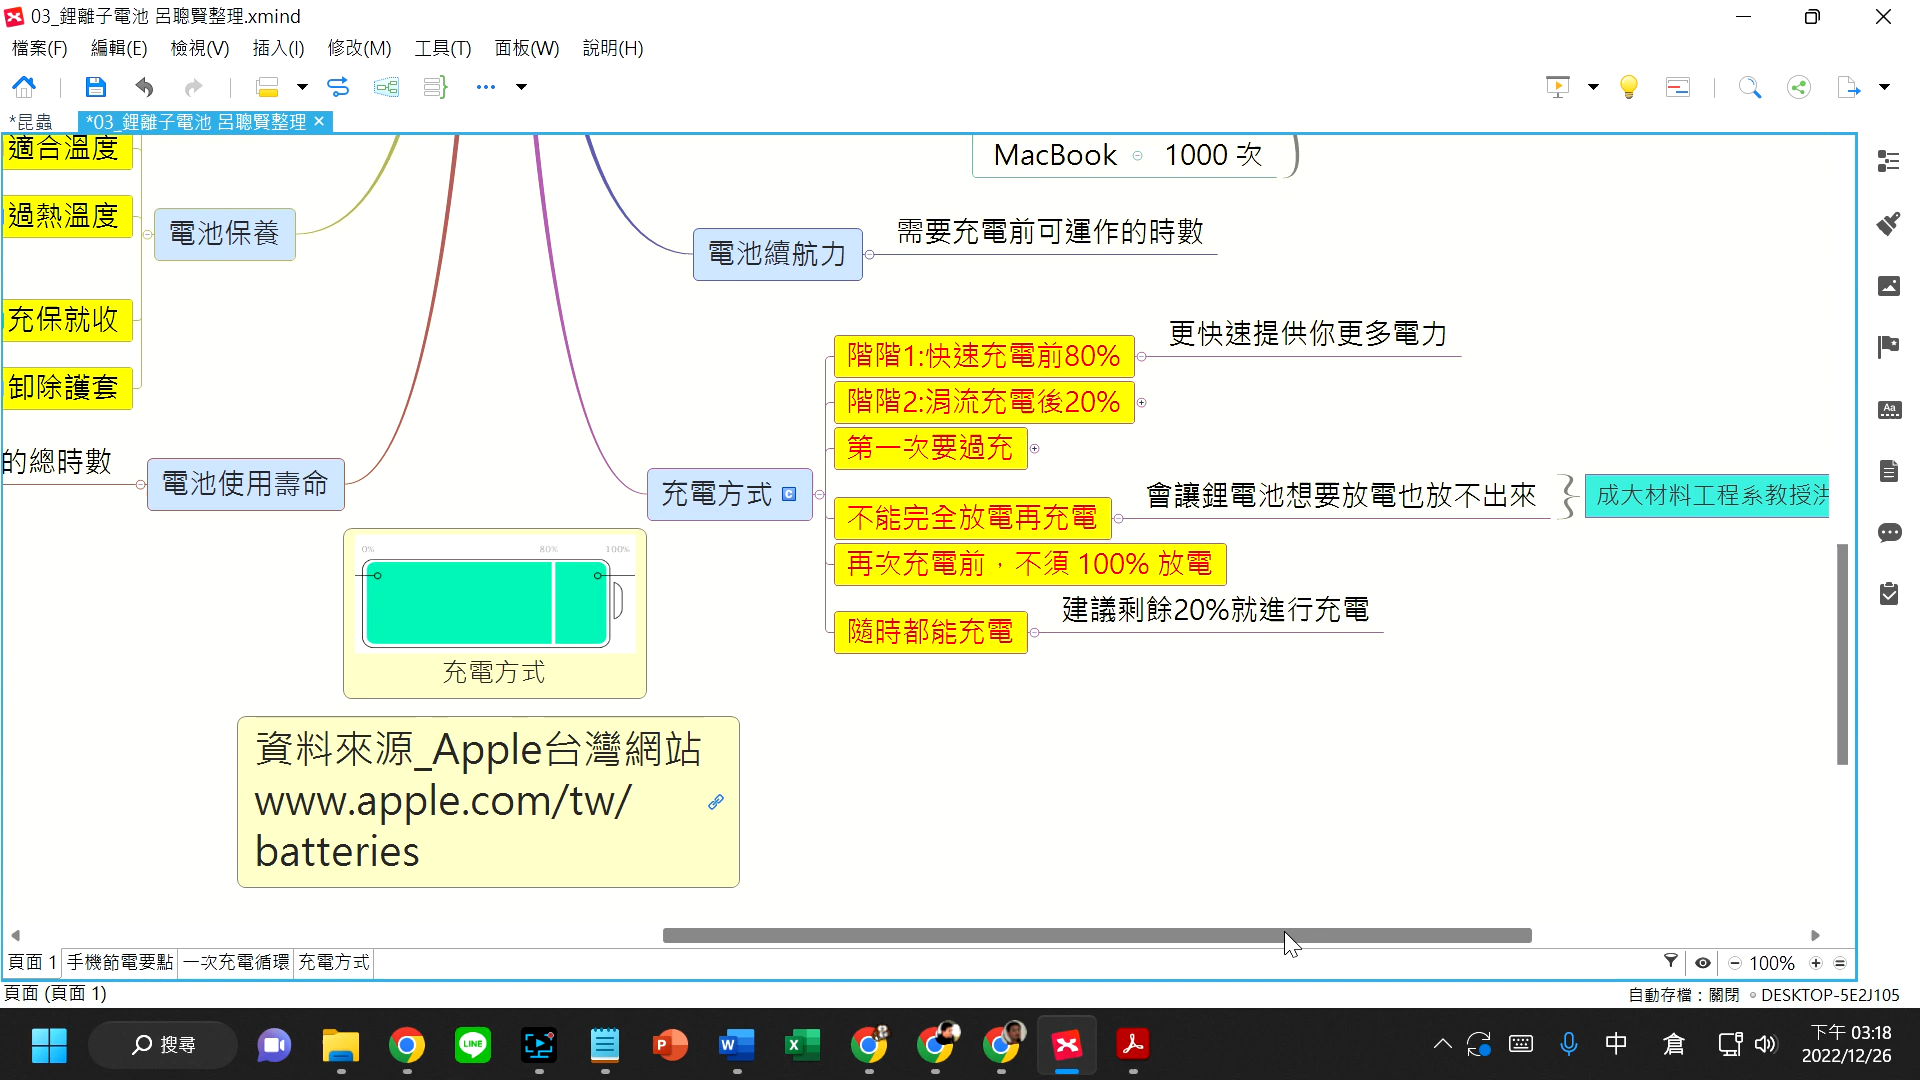 03_鋰離子電池 呂聰賢整理.xmind
檔案(F) 編輯(E) 檢視(V) 插入(I) 修改(M) 工具(T) 面板(W) 說明(H)
*昆蟲 *03_鋰離子電池 呂聰賢整理
適合溫度
過熱溫度
電池保養
充保就收
卸除護套
的總時數
電池使用壽命
MacBook 1000 次
電池續航力
需要充電前可運作的時數
階階1:快速充電前80%
更快速提供你更多電力
階階2:涓流充電後20%
第一次要過充
充電方式
不能完全放電再充電
會讓鋰電池想要放電也放不出來
成大材料工程系教授洪
再次充電前，不須 100% 放電
隨時都能充電
建議剩餘20%就進行充電
0% 80% 100%
充電方式
資料來源_Apple台灣網站
www.apple.com/tw/
batteries
頁面 1 手機節電要點 一次充電循環 充電方式
100%
頁面 (頁面 1)
自動存檔：關閉 DESKTOP-5E2J105
搜尋
LINE
中
倉
下午 03:18
2022/12/26